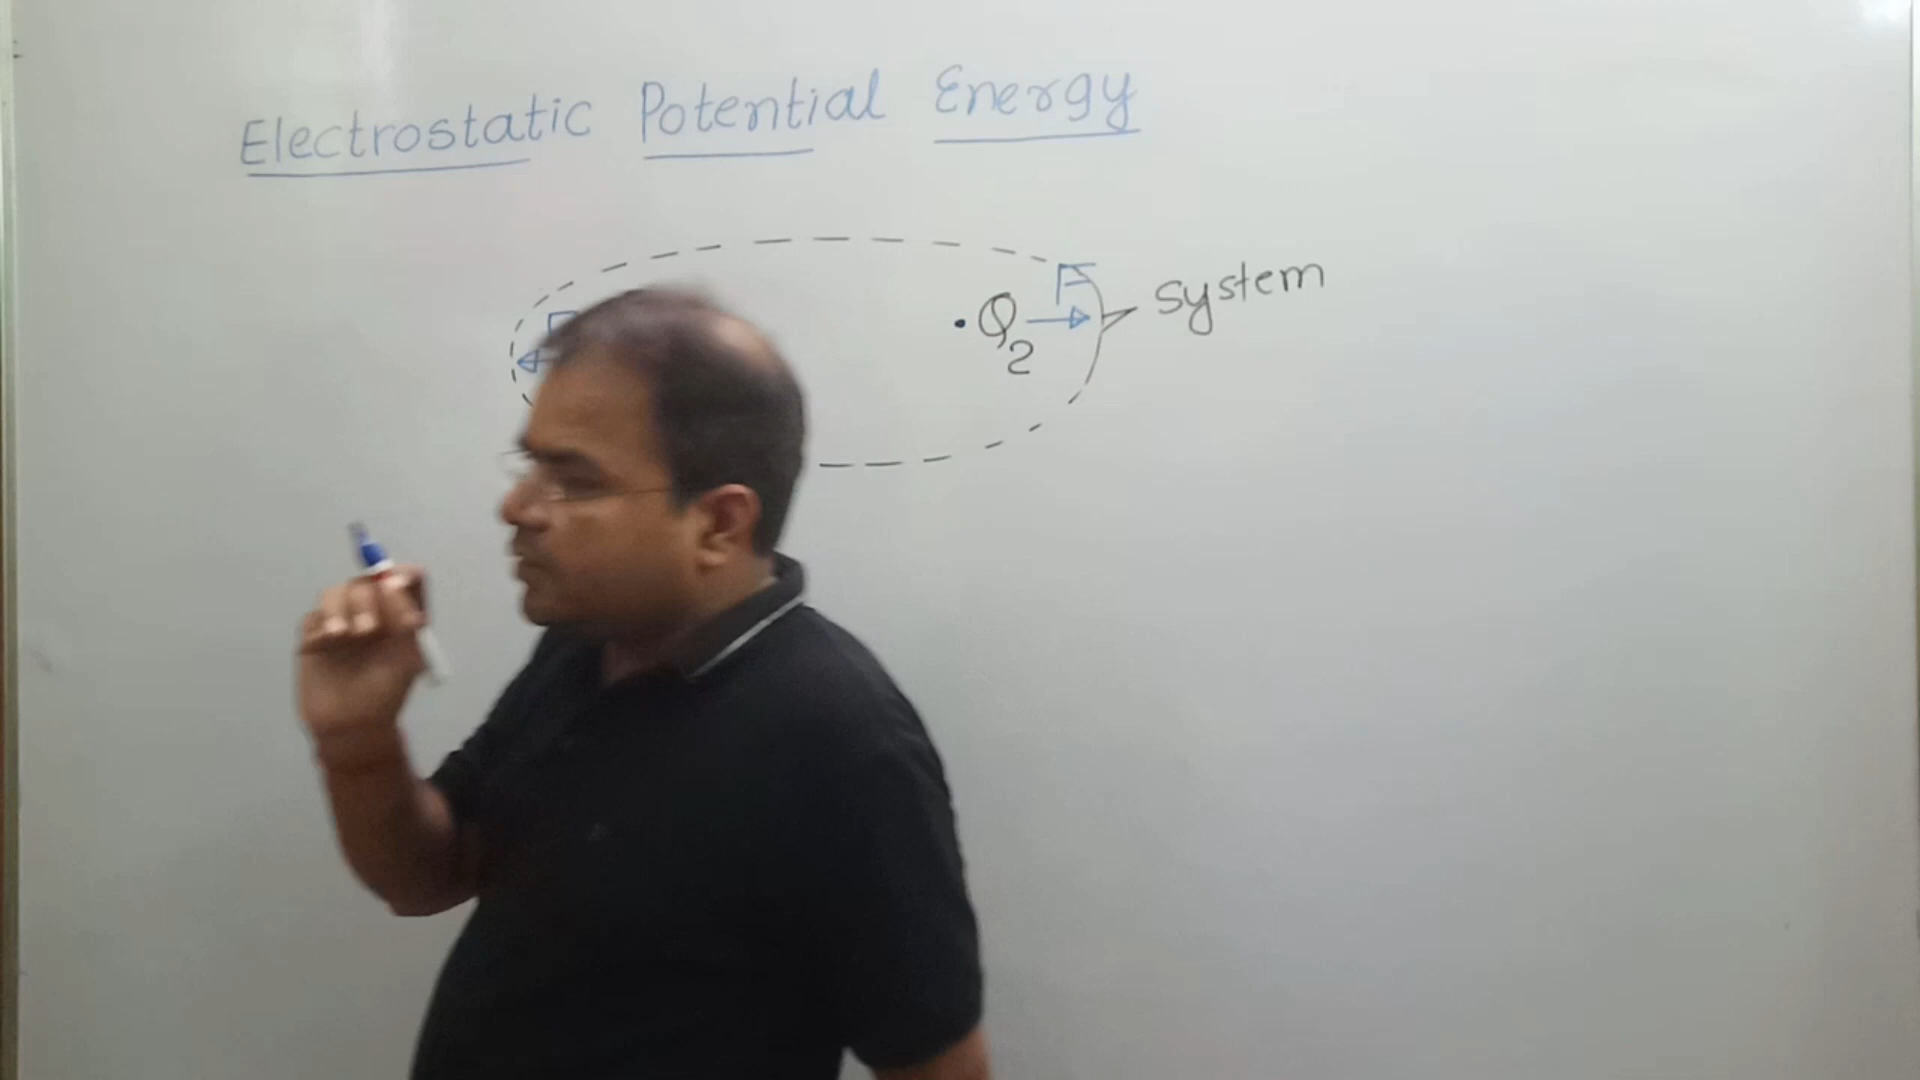 Electrostatic Potential Energy
F
.Q2
system